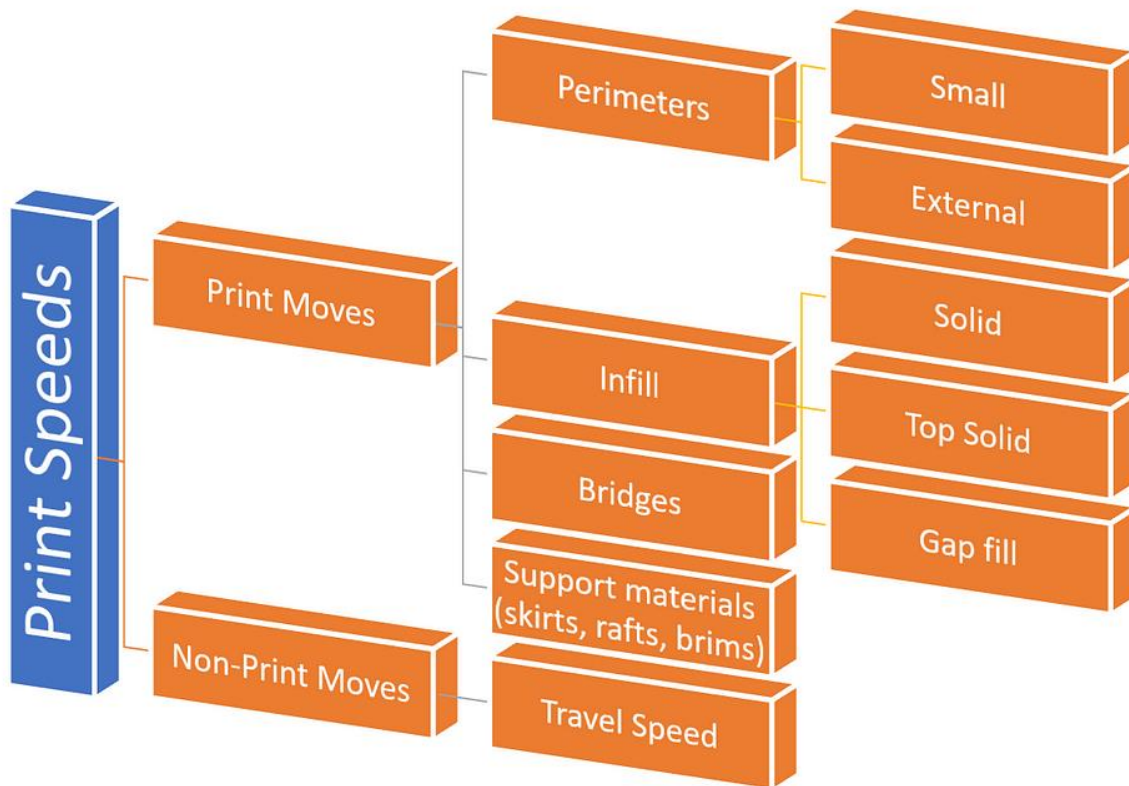 Print Speeds
Print Moves
Non-Print Moves
Perimeters
Infill
Bridges
Support materials
(skirts, rafts, brims)
Travel Speed
Small
External
Solid
Top Solid
Gap fill